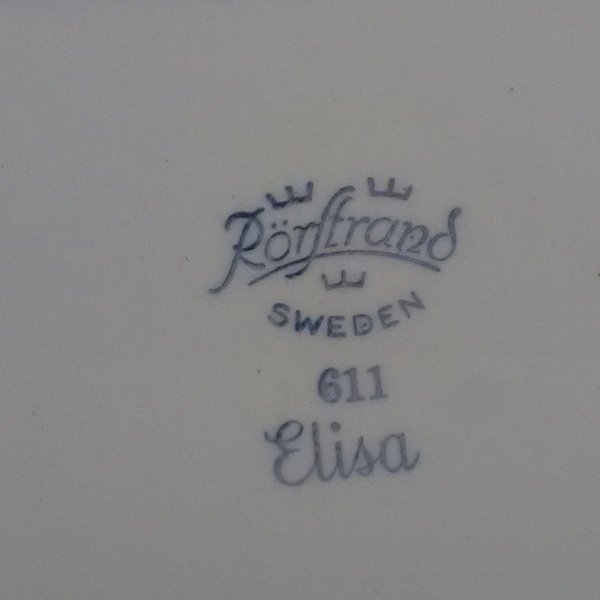 Rörstrand
SWEDEN
611
Elisa